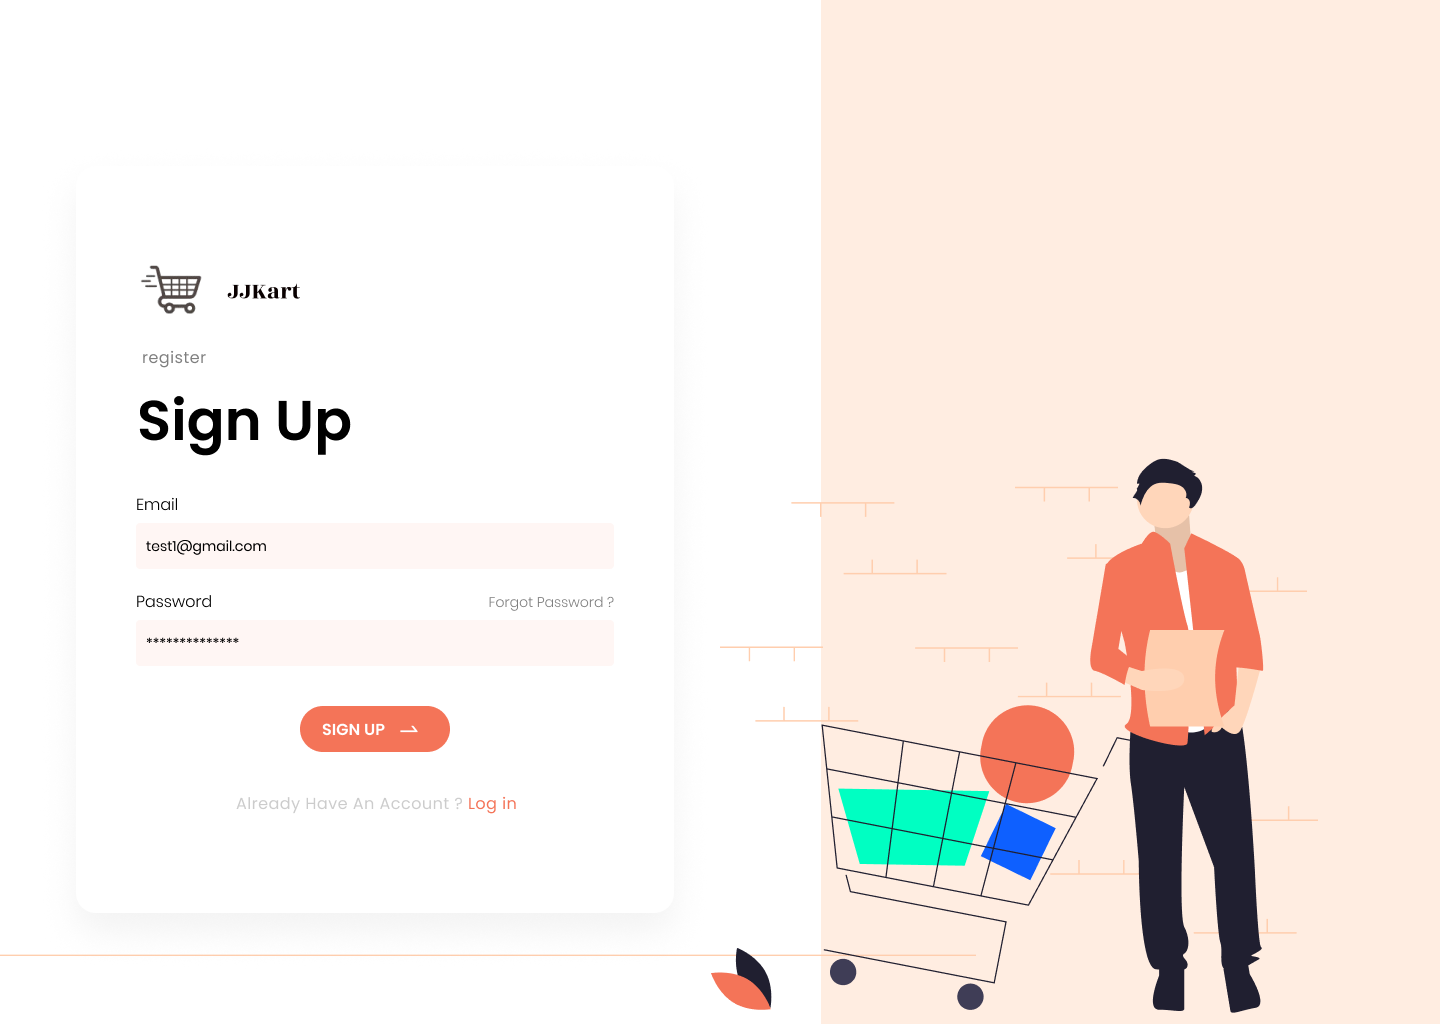 JJKart
register
Sign Up
Email
test1@gmail.com
Password Forgot Password ?
**************
SIGN UP
Already Have An Account ? Log in